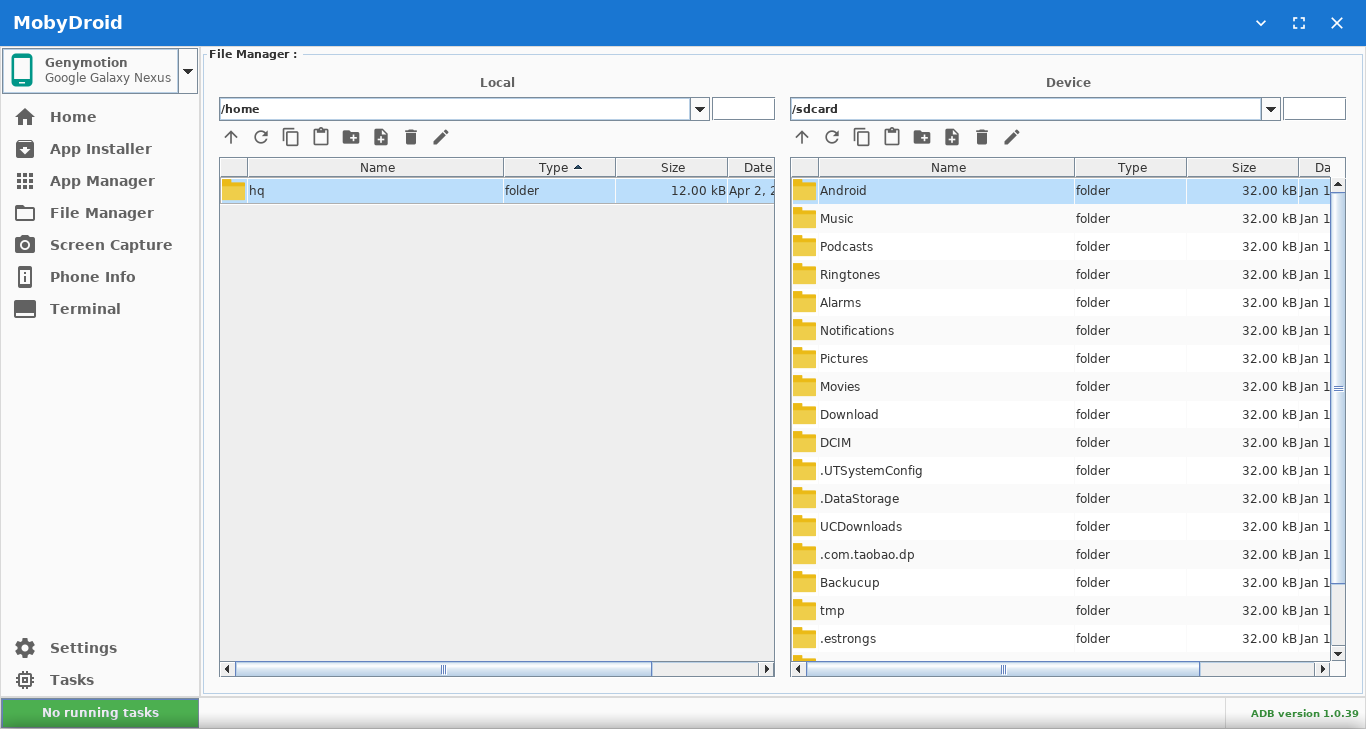 MobyDroid
Genymotion
Google Galaxy Nexus
Home
App Installer
App Manager
File Manager
Screen Capture
Phone Info
Terminal
Settings
Tasks
No running tasks
File Manager :
Local
/home
Name Type Size Date
hq folder 12.00 kB Apr 2, 2
Device
/sdcard
Name Type Size Da
Android folder 32.00 kB Jan 1
Music folder 32.00 kB Jan 1
Podcasts folder 32.00 kB Jan 1
Ringtones folder 32.00 kB Jan 1
Alarms folder 32.00 kB Jan 1
Notifications folder 32.00 kB Jan 1
Pictures folder 32.00 kB Jan 1
Movies folder 32.00 kB Jan 1
Download folder 32.00 kB Jan 1
DCIM folder 32.00 kB Jan 1
.UTSystemConfig folder 32.00 kB Jan 1
.DataStorage folder 32.00 kB Jan 1
UCDownloads folder 32.00 kB Jan 1
.com.taobao.dp folder 32.00 kB Jan 1
Backucup folder 32.00 kB Jan 1
tmp folder 32.00 kB Jan 1
.estrongs folder 32.00 kB Jan 1
ADB version 1.0.39